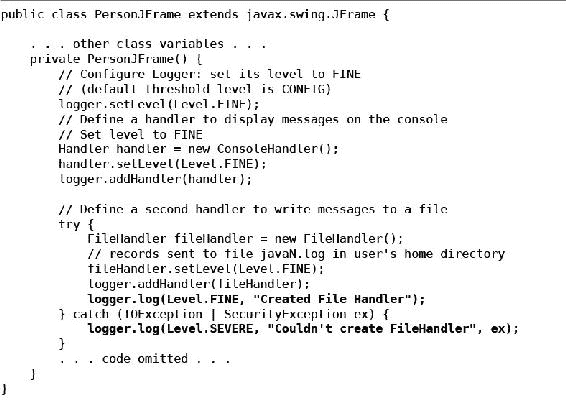 public class PersonJFrame extends javax.swing.JFrame {
. . . other class variables . . .
private PersonJFrame() {
// Configure Logger: set its level to FINE
// (default threshold level is CONFIG)
logger.setLevel(Level.FINE);
// Define a handler to display messages on the console
// Set level to FINE
Handler handler = new ConsoleHandler();
handler.setLevel(Level.FINE);
logger.addHandler(handler);
// Define a second handler to write messages to a file
try {
FileHandler fileHandler = new FileHandler();
// records sent to file javaN.log in user's home directory
fileHandler.setLevel(Level.FINE);
logger.addHandler(fileHandler);
logger.log(Level.FINE, "Created File Handler");
} catch (IOException | SecurityException ex) {
logger.log(Level.SEVERE, "Couldn't create FileHandler", ex);
}
. . . code omitted . . .
}
}